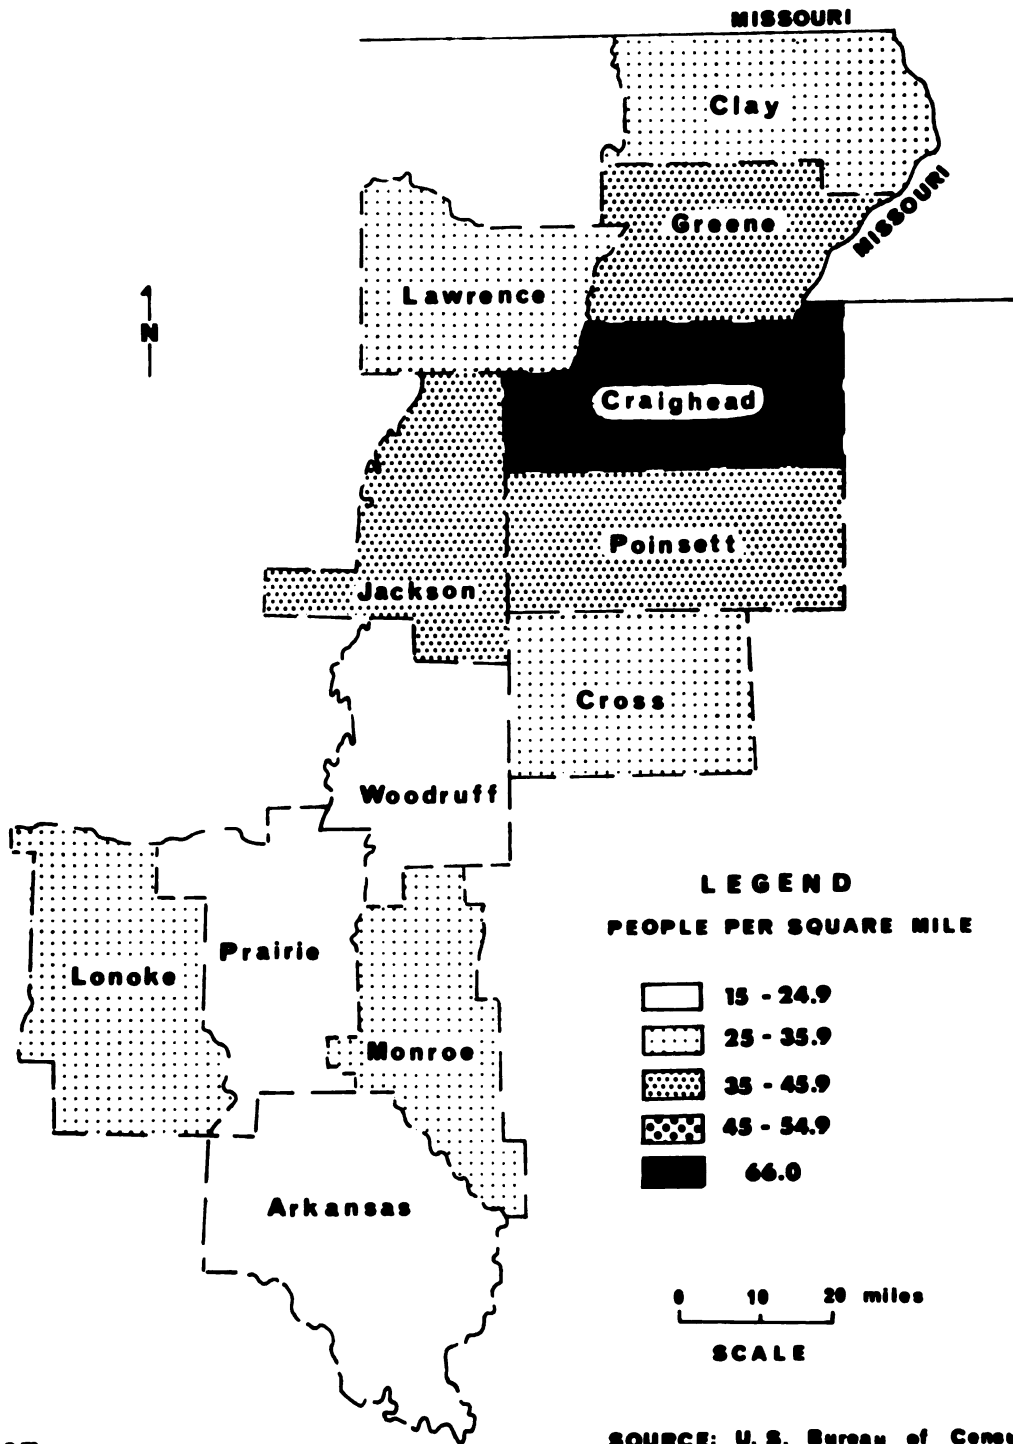 MISSOURI
Clay
MISSOURI
Greene
Lawrence
N
Craighead
Poinsett
Jackson
Cross
Woodruff
LEGEND
PEOPLE PER SQUARE MILE
Prairie
Lonoke
15 - 24.9
25 - 35.9
Monroe
35 - 45.9
45 - 54.9
66.0
Arkansas
0 10 20 miles
SCALE
SOURCE: U. S. Bureau of Censu